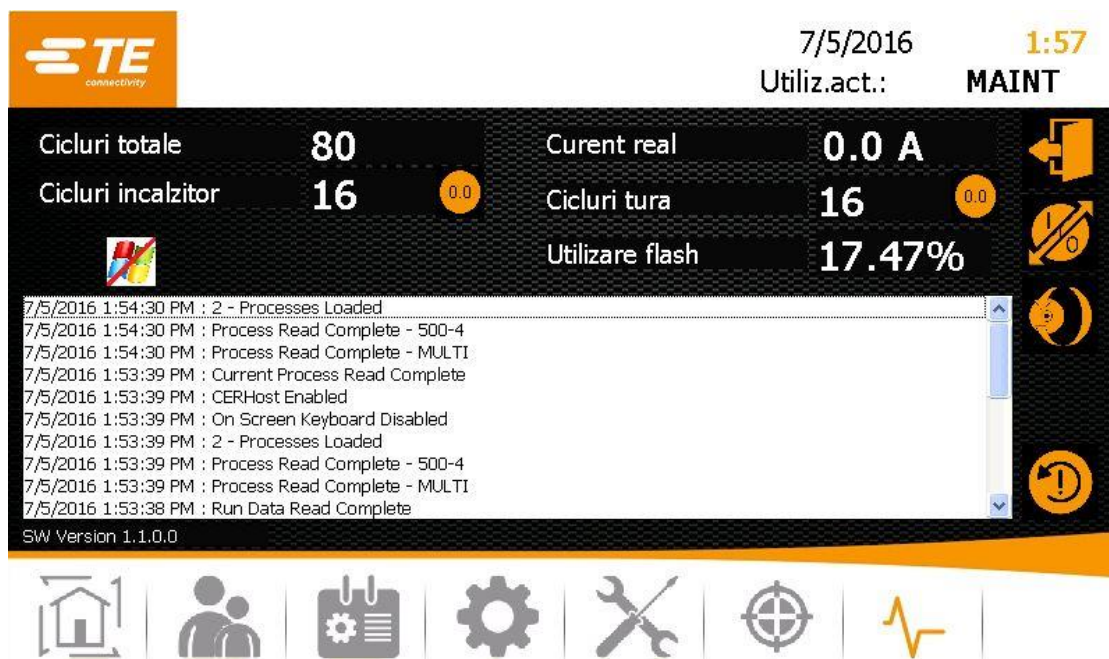 TE
connectivity
7/5/2016 1:57
Utiliz.act.: MAINT
Cicluri totale 80
Curent real 0.0 A
Cicluri incalzitor 16 0.0
Cicluri tura 16 0.0
Utilizare flash 17.47%
I O
7/5/2016 1:54:30 PM : 2 - Processes Loaded
7/5/2016 1:54:30 PM : Process Read Complete - 500-4
7/5/2016 1:54:30 PM : Process Read Complete - MULTI
7/5/2016 1:53:39 PM : Current Process Read Complete
7/5/2016 1:53:39 PM : CERHost Enabled
7/5/2016 1:53:39 PM : On Screen Keyboard Disabled
7/5/2016 1:53:39 PM : 2 - Processes Loaded
7/5/2016 1:53:39 PM : Process Read Complete - 500-4
7/5/2016 1:53:39 PM : Process Read Complete - MULTI
7/5/2016 1:53:38 PM : Run Data Read Complete
SW Version 1.1.0.0